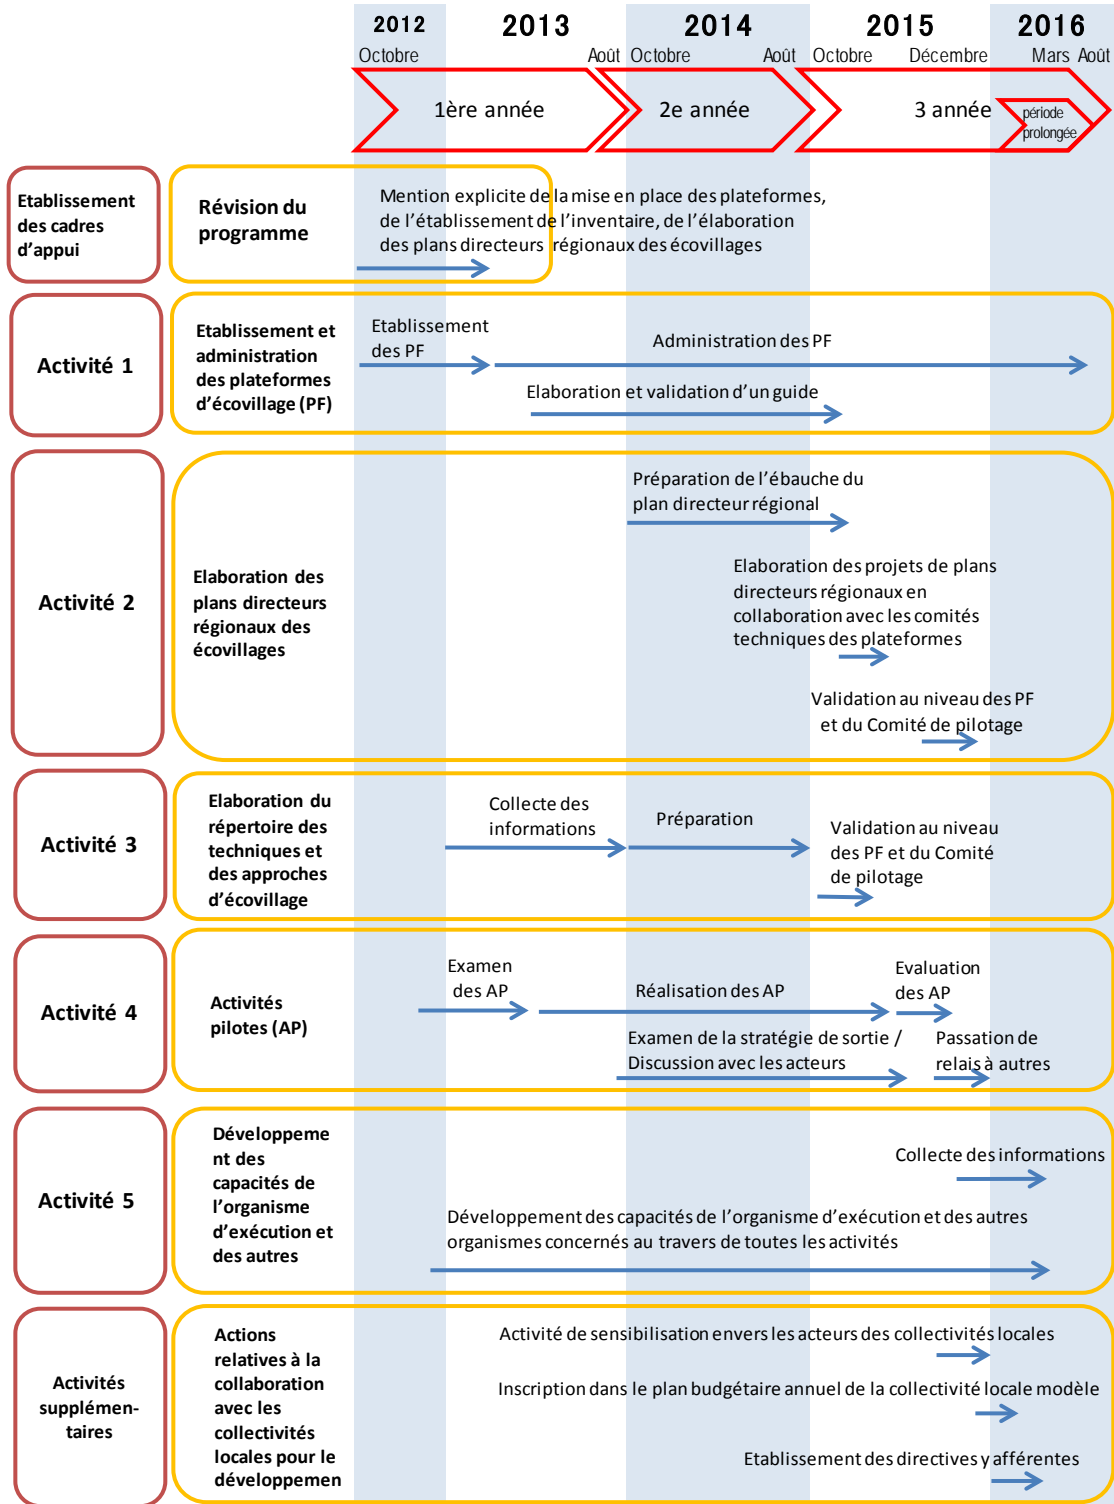 2012 2013 2014 2015 2016
Octobre Août Octobre Août Octobre Décembre Mars Août
1ère année 2e année 3 année
période
prolongée
Etablissement
des cadres
d'appui
Révision du
programme
Mention explicite de la mise en place des plateformes,
de l'établissement de l'inventaire, de l'élaboration
des plans directeurs régionaux des écovillages
Activité 1
Etablissement et
administration
des plateformes
d'écovillage (PF)
Etablissement
des PF
Administration des PF
Elaboration et validation d'un guide
Activité 2
Elaboration des
plans directeurs
régionaux des
écovillages
Préparation de l'ébauche du
plan directeur régional
Elaboration des projets de plans
directeurs régionaux en
collaboration avec les comités
techniques des plateformes
Validation au niveau des PF
et du Comité de pilotage
Activité 3
Elaboration du
répertoire des
techniques et
des approches
d'écovillage
Collecte des
informations
Préparation
Validation au niveau
des PF et du Comité
de pilotage
Activité 4
Activités
pilotes (AP)
Examen
des AP
Réalisation des AP
Evaluation
des AP
Examen de la stratégie de sortie /
Discussion avec les acteurs
Passation de
relais à autres
Activité 5
Développeme
nt des
capacités de
l'organisme
d'exécution et
des autres
Collecte des informations
Développement des capacités de l'organisme d'exécution et des autres
organismes concernés au travers de toutes les activités
Activités
supplémen-
taires
Actions
relatives à la
collaboration
avec les
collectivités
locales pour le
développemen
Activité de sensibilisation envers les acteurs des collectivités locales
Inscription dans le plan budgétaire annuel de la collectivité locale modèle
Etablissement des directives y afférentes